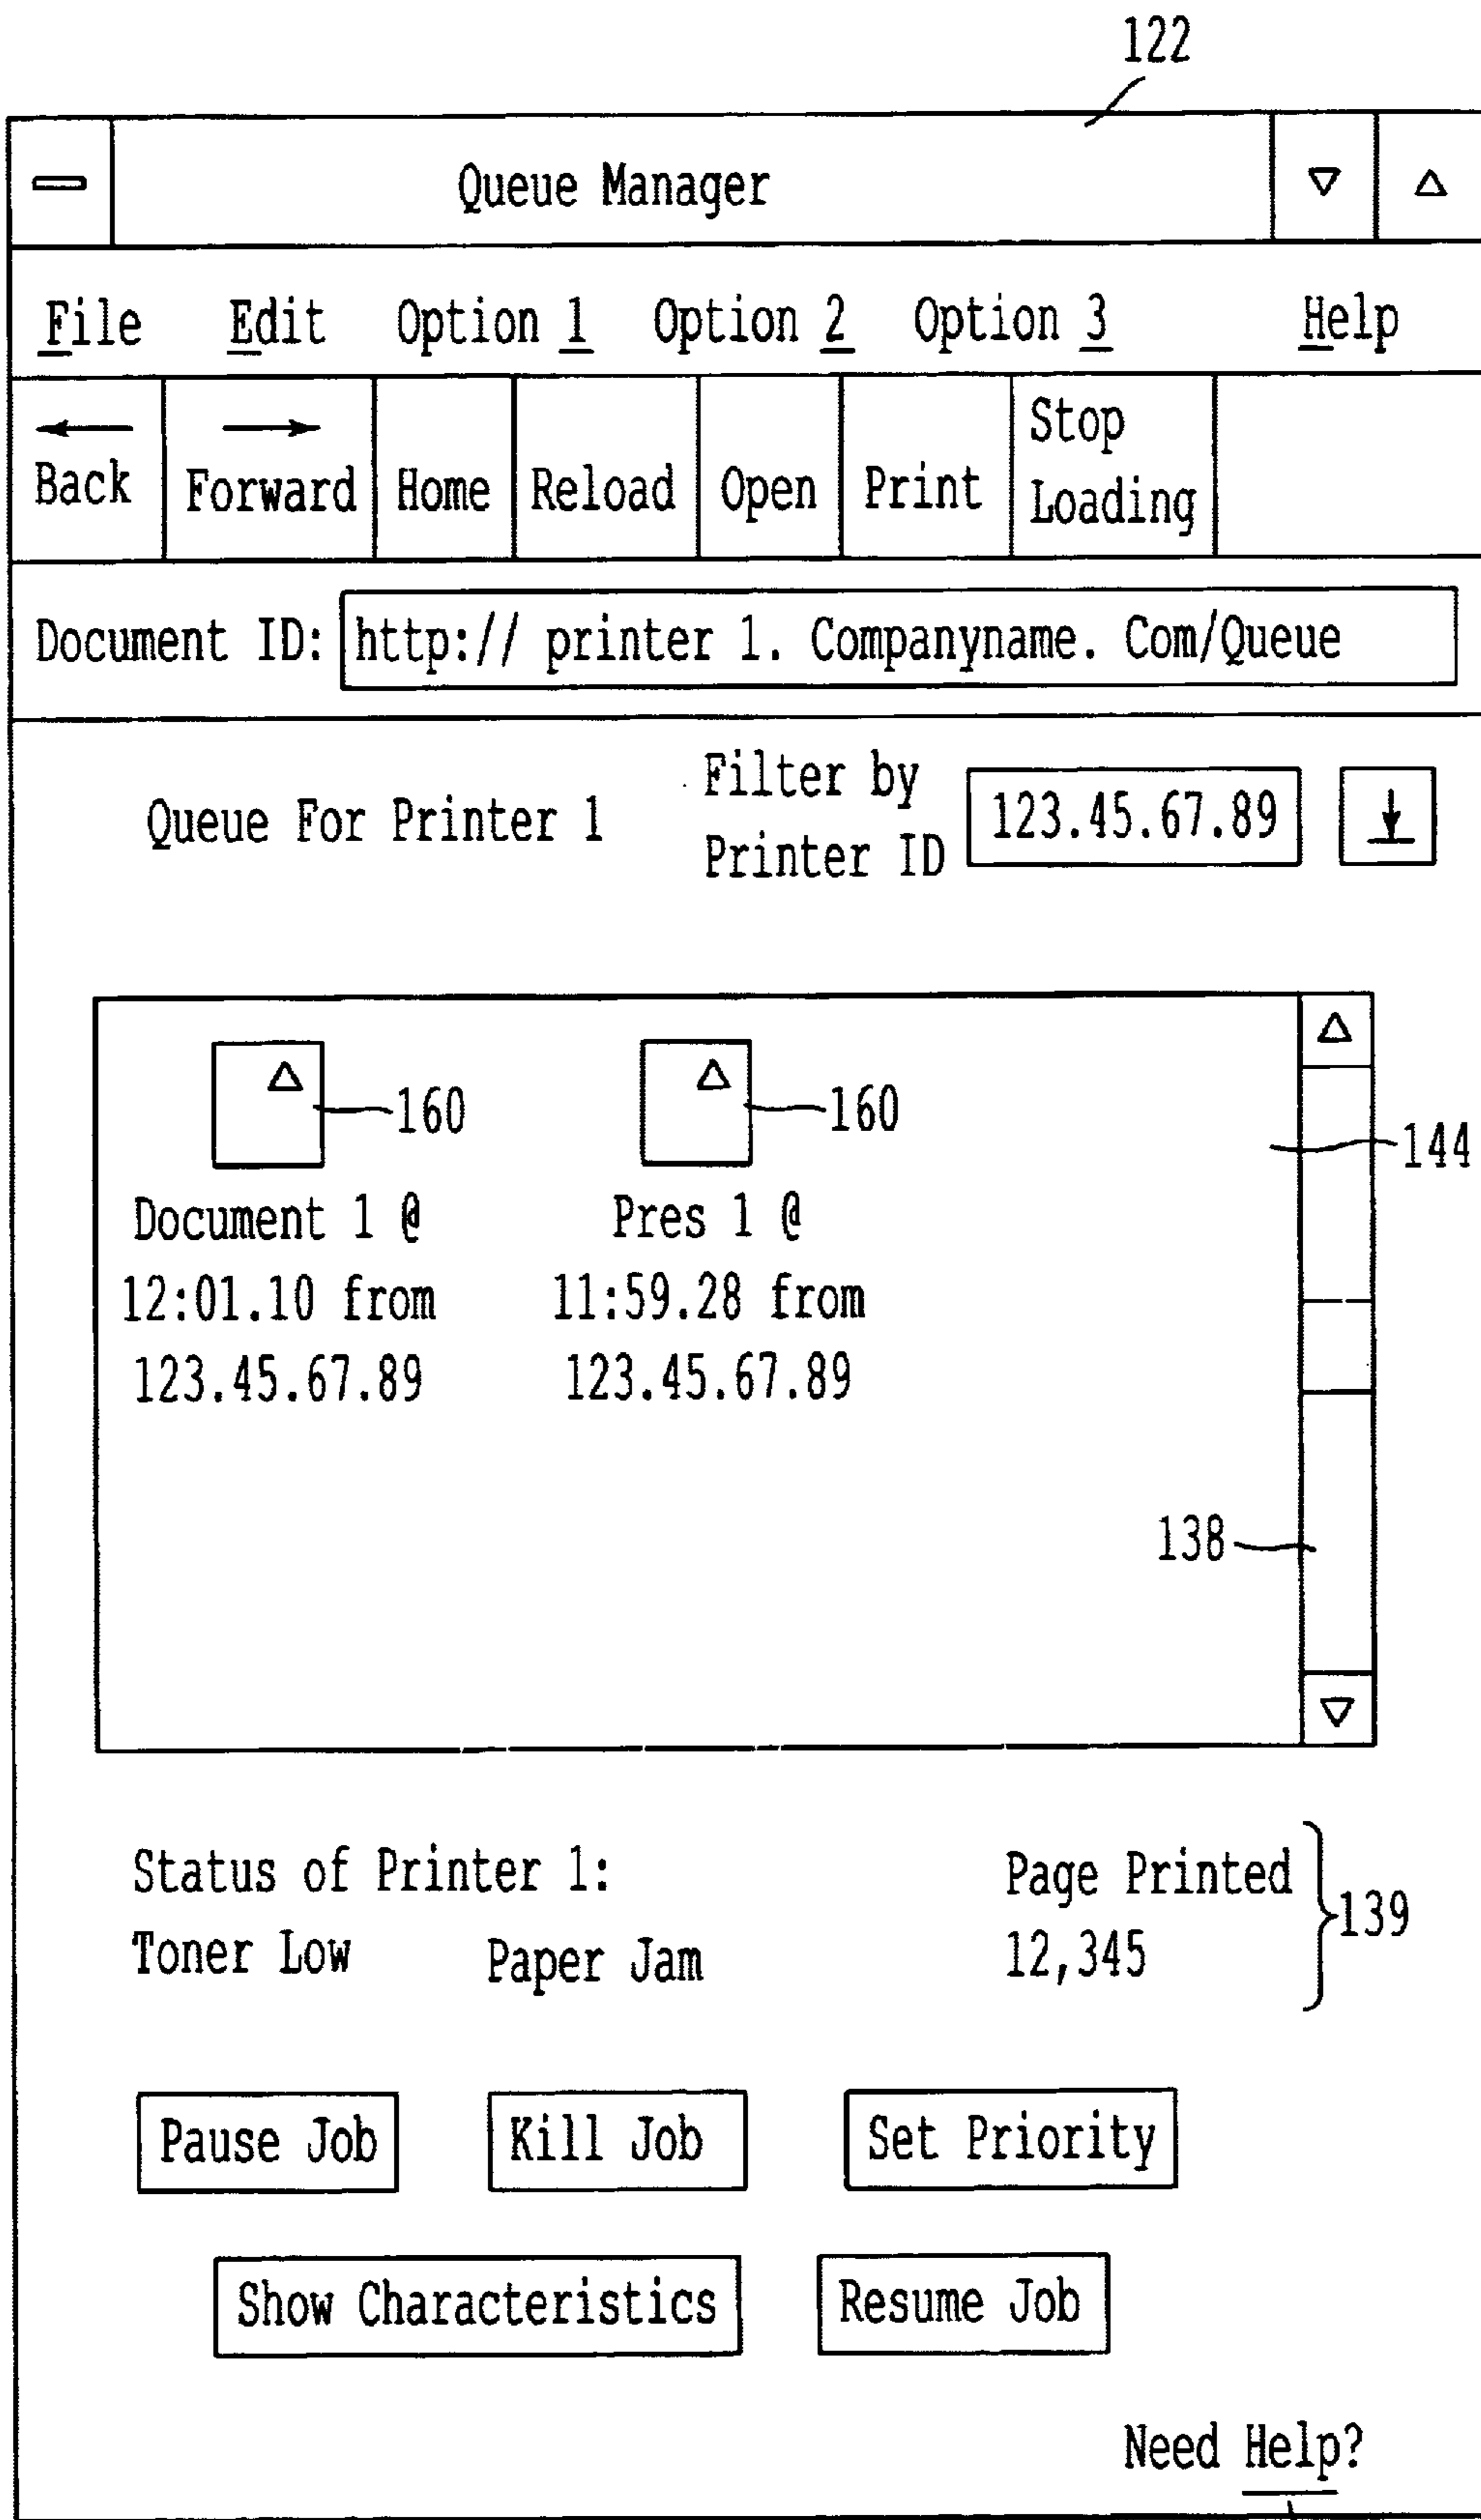 122
Queue Manager
File Edit Option 1 Option 2 Option 3 Help
Back Forward Home Reload Open Print Stop Loading
Document ID: http:// printer 1. Companyname. Com/Queue
Queue For Printer 1
Filter by
Printer ID
123.45.67.89
160
160
144
Document 1 @
12:01.10 from
123.45.67.89
Pres 1 @
11:59.28 from
123.45.67.89
138
Status of Printer 1:
Toner Low Paper Jam
Page Printed
12,345
139
Pause Job Kill Job Set Priority
Show Characteristics Resume Job
Need Help?